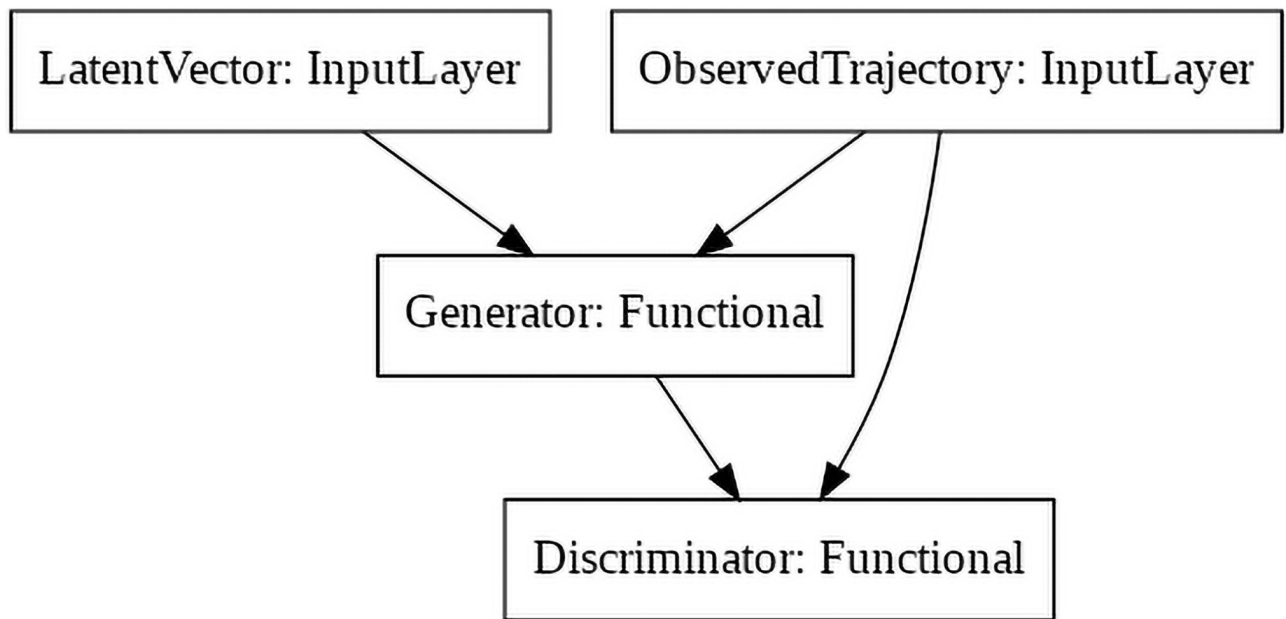 LatentVector: InputLayer
ObservedTrajectory: InputLayer
Generator: Functional
Discriminator: Functional